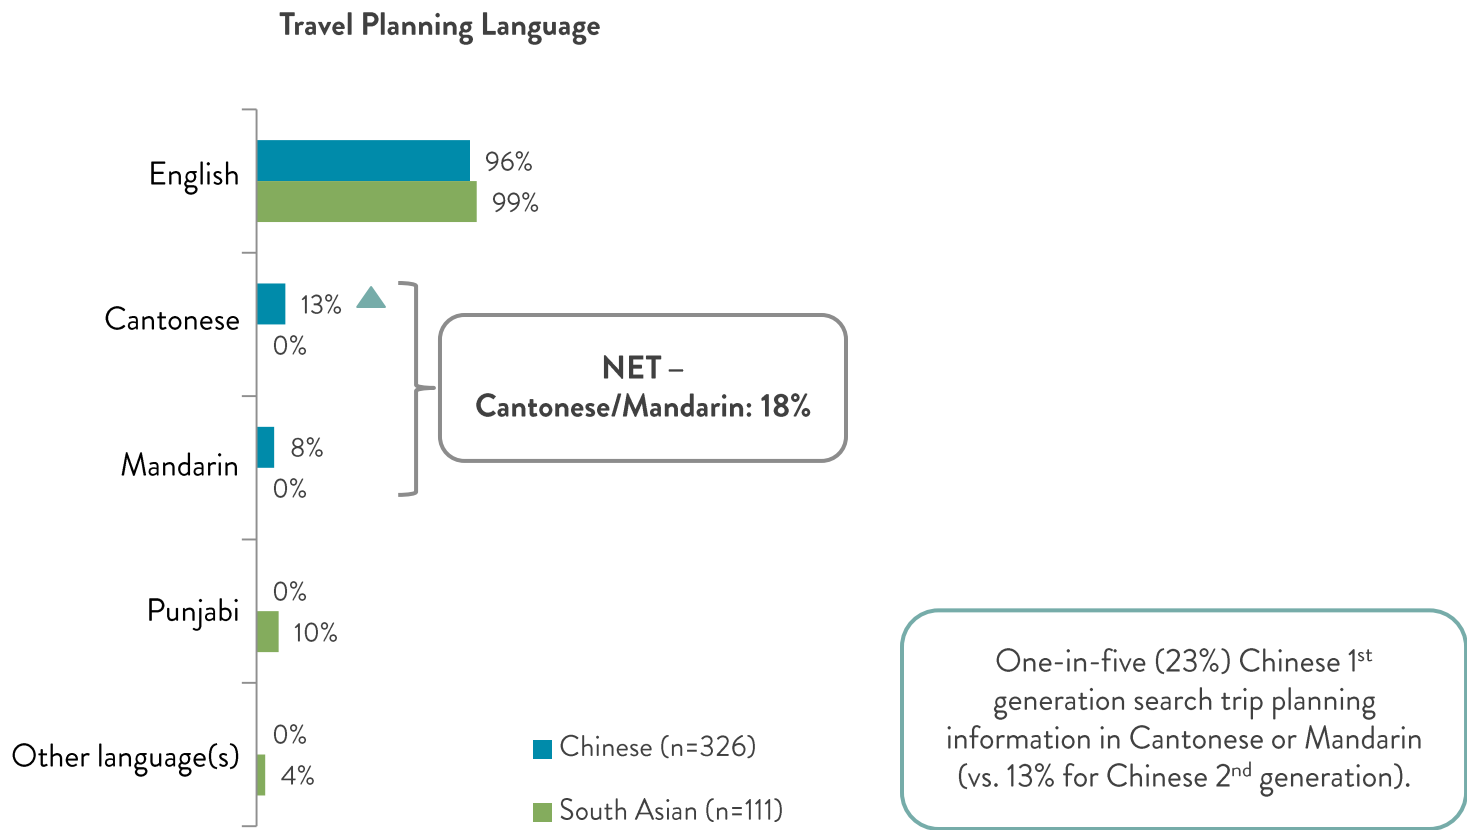 Travel Planning Language
English
96%
99%
Cantonese
13%
0%
Mandarin
8%
0%
NET –
Cantonese/Mandarin: 18%
Punjabi
0%
10%
Other language(s)
0%
4%
Chinese (n=326)
South Asian (n=111)
One-in-five (23%) Chinese 1st
generation search trip planning
information in Cantonese or Mandarin
(vs. 13% for Chinese 2nd generation).